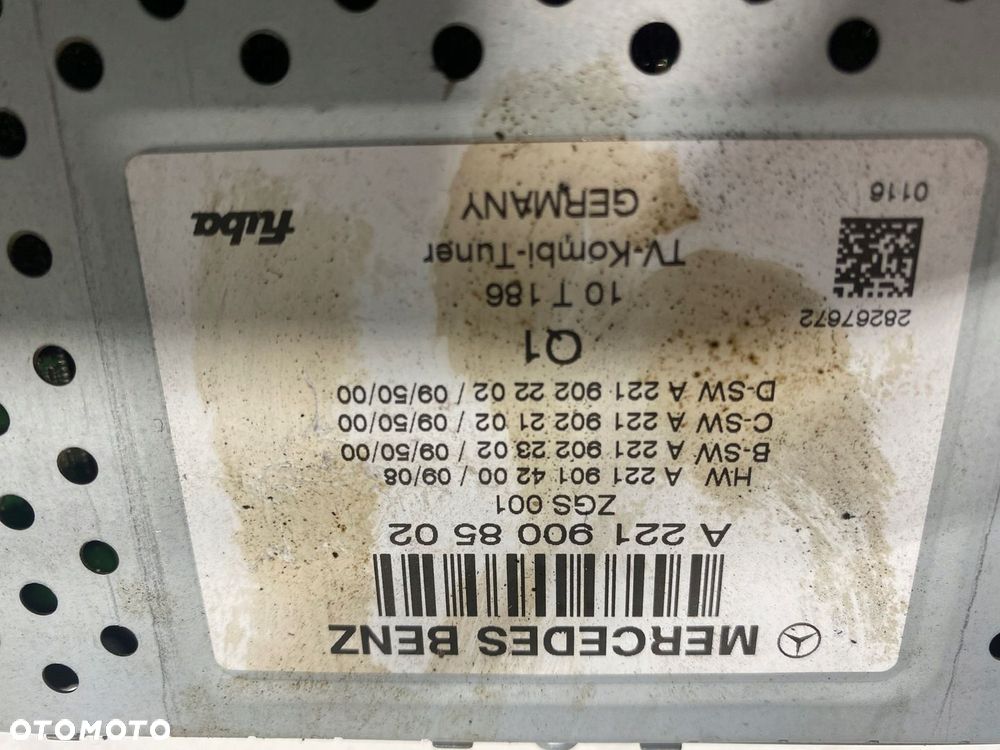 MERCEDES BENZ
A 221 900 85 02
ZGS 001
HW A 221 901 42 00 / 09/08
B-SW A 221 902 23 02 / 09/50/00
C-SW A 221 902 21 02 / 09/50/00
D-SW A 221 902 22 02 / 09/50/00
Q1
28267672
10 T 186
TV-Kombi-Tuner
GERMANY
0116
fuba
OTOMOTO